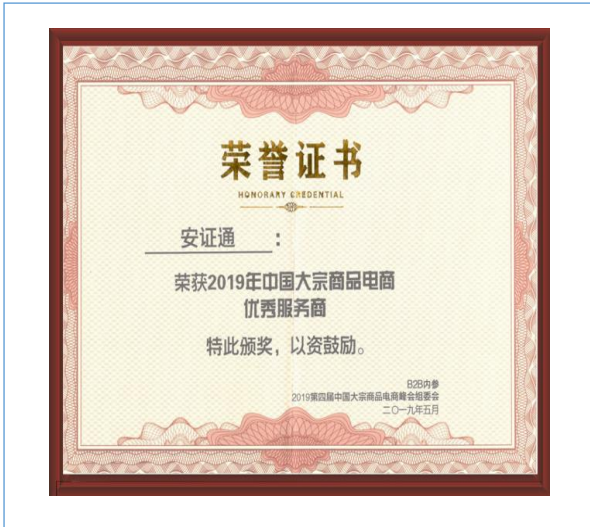 荣誉证书
HONORARY CREDENTIAL
安证通：
荣获2019年中国大宗商品电商
优秀服务商
特此颁奖，以资鼓励。
B2B内参
2019第四届中国大宗商品电商峰会组委会
二〇一九年五月